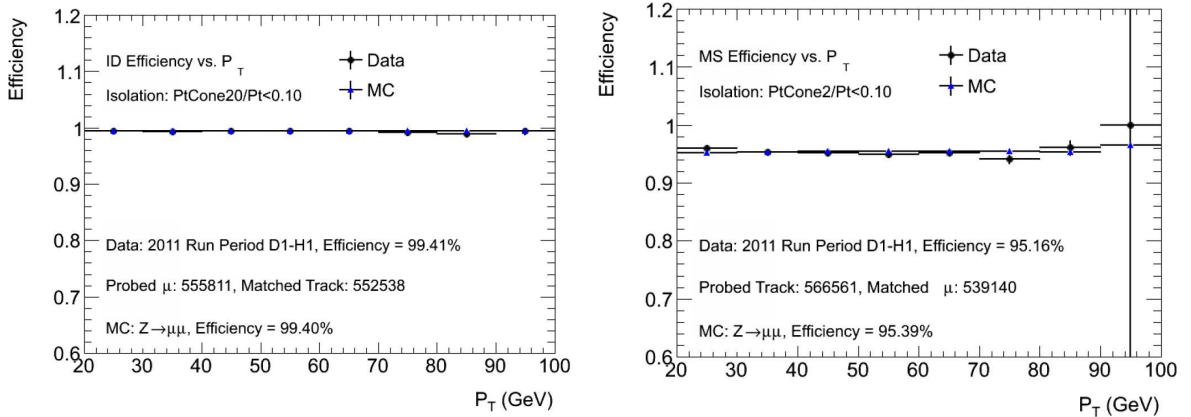 Efficiency
1.2
1.1
1
0.9
0.8
0.7
0.6
ID Efficiency vs. P_T
Data
Isolation: PtCone20/Pt<0.10
MC
Data: 2011 Run Period D1-H1, Efficiency = 99.41%
Probed μ: 555811, Matched Track: 552538
MC: Z→μμ, Efficiency = 99.40%
20 30 40 50 60 70 80 90 100
P_T (GeV)
Efficiency
1.2
1.1
1
0.9
0.8
0.7
0.6
MS Efficiency vs. P_T
Data
Isolation: PtCone2/Pt<0.10
MC
Data: 2011 Run Period D1-H1, Efficiency = 95.16%
Probed Track: 566561, Matched μ: 539140
MC: Z→μμ, Efficiency = 95.39%
20 30 40 50 60 70 80 90 100
P_T (GeV)